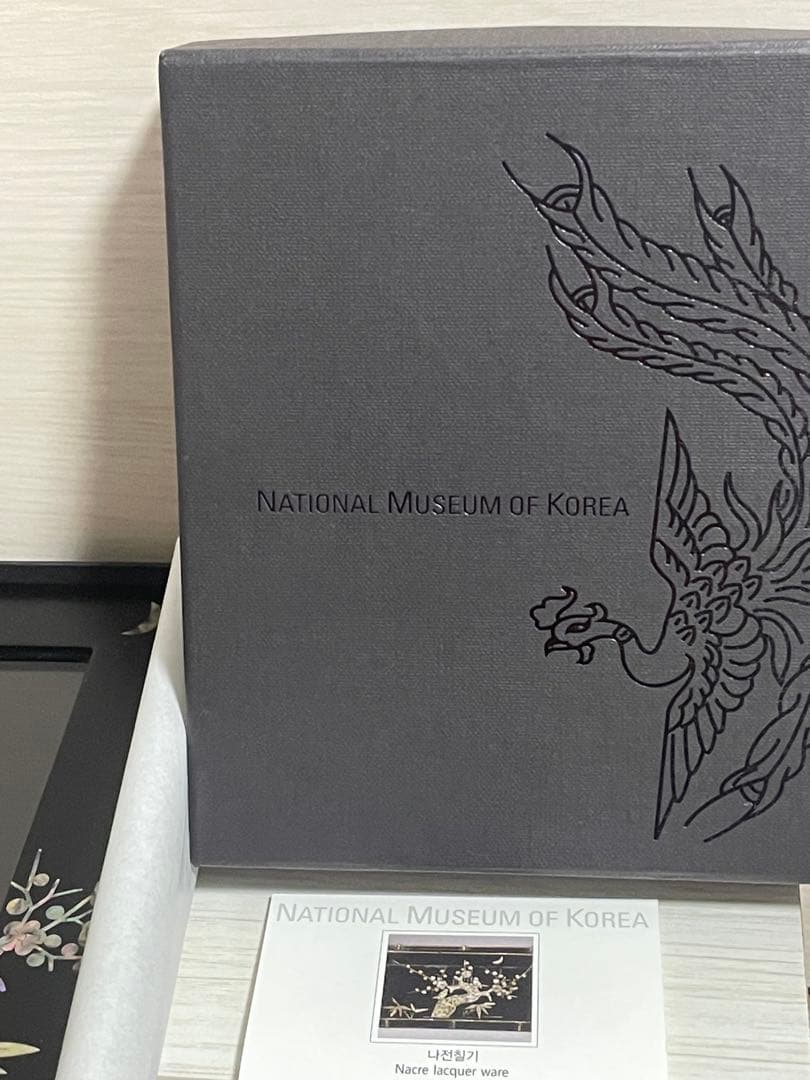 NATIONAL MUSEUM OF KOREA
NATIONAL MUSEUM OF KOREA
나전칠기
Nacre lacquer ware